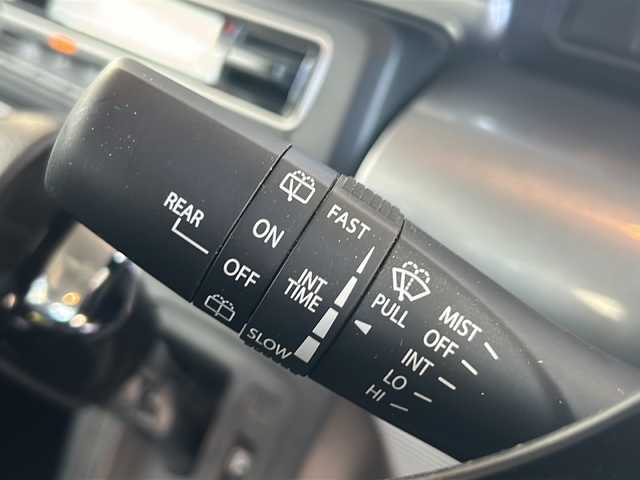 REAR
ON
OFF
FAST
INT
TIME
SLOW
PULL
MIST
OFF
INT
LO
HI